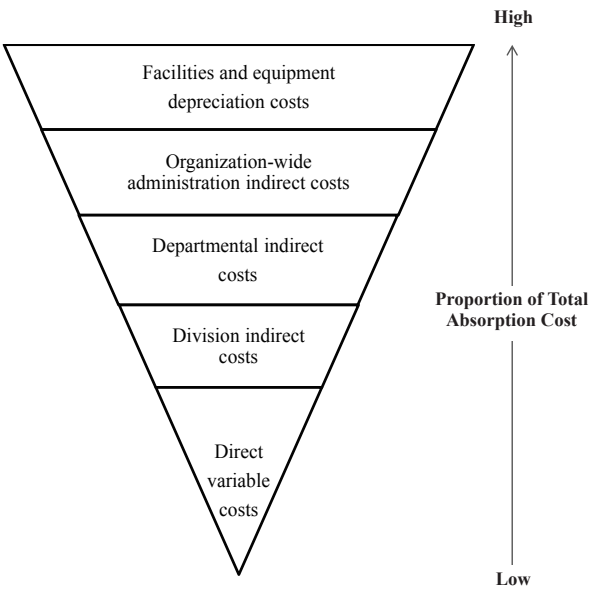 High
Facilities and equipment
depreciation costs
Organization-wide
administration indirect costs
Departmental indirect
costs
Proportion of Total
Absorption Cost
Division indirect
costs
Direct
variable
costs
Low